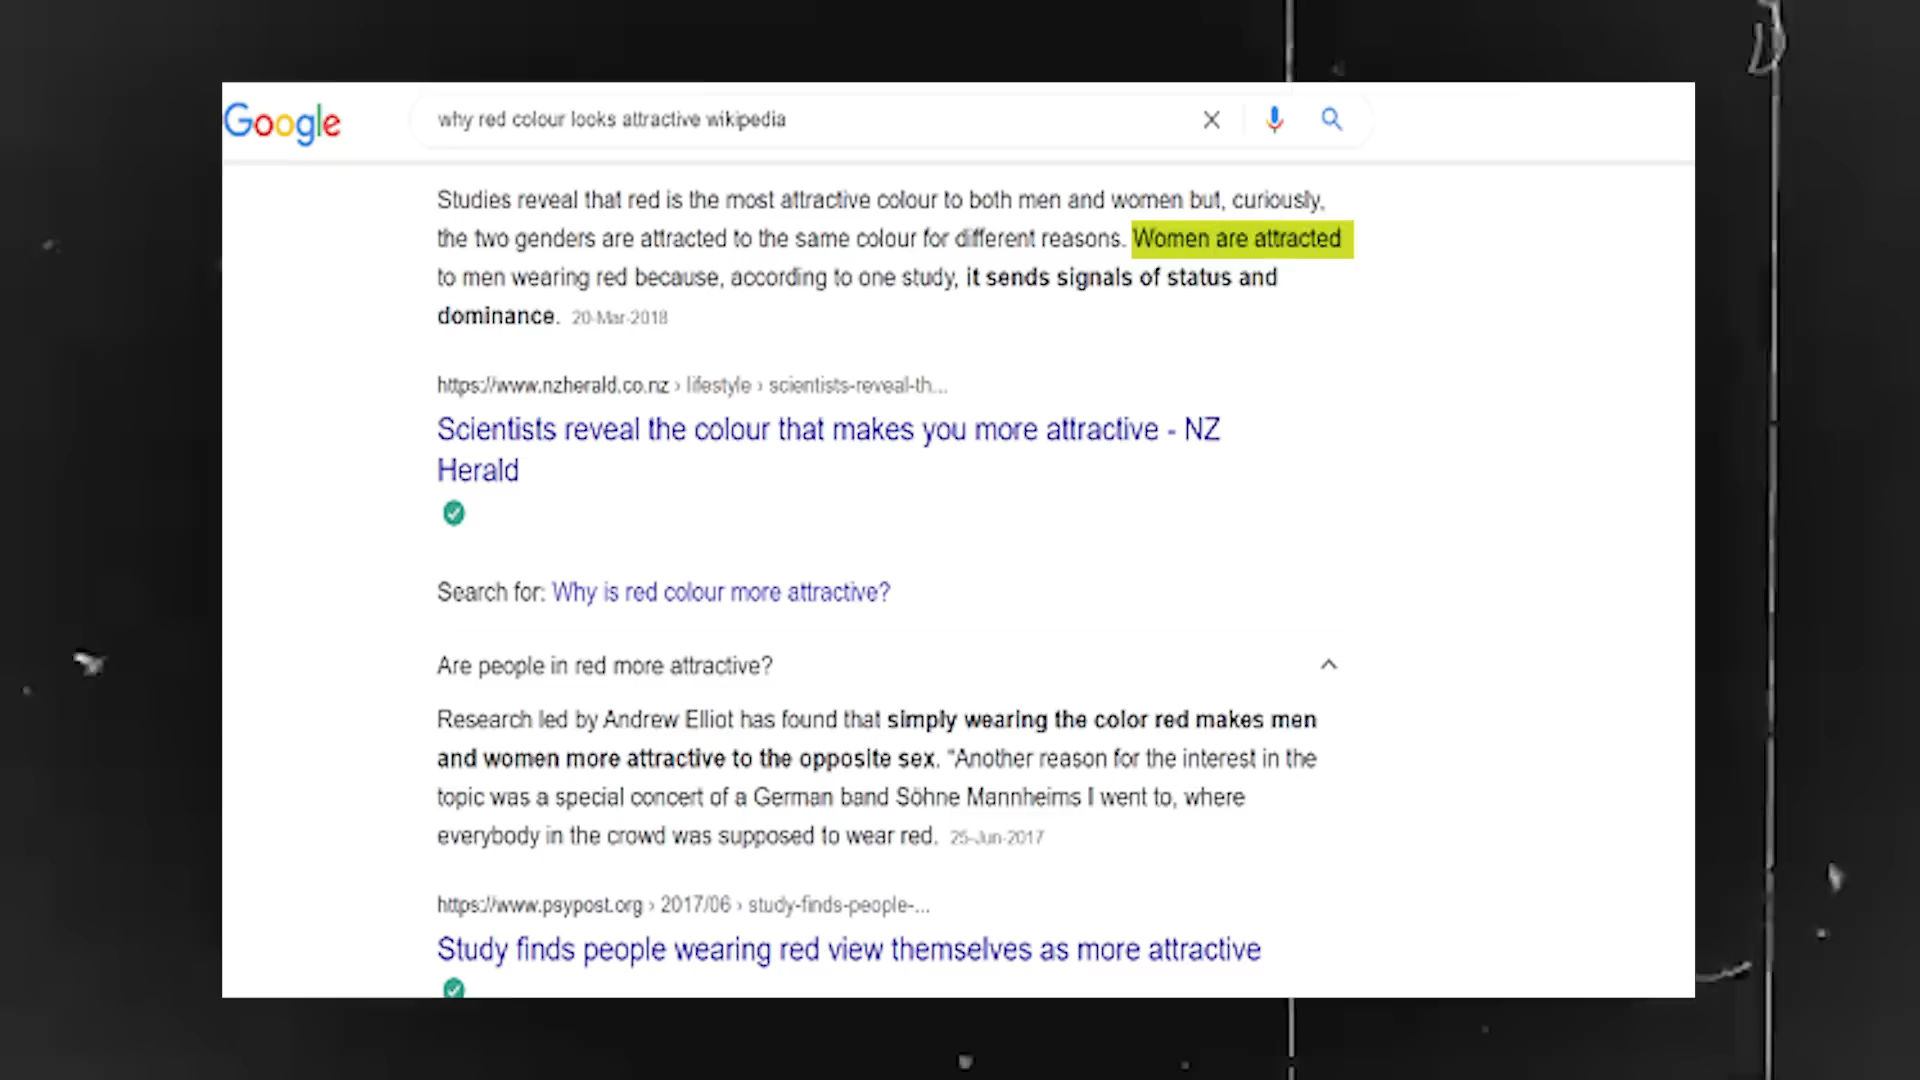 Google
why red colour looks attractive wikipedia
Studies reveal that red is the most attractive colour to both men and women but, curiously,
the two genders are attracted to the same colour for different reasons. Women are attracted
to men wearing red because, according to one study, it sends signals of status and
dominance. 20-Mar-2018
https://www.nzherald.co.nz › lifestyle › scientists-reveal-th...
Scientists reveal the colour that makes you more attractive - NZ
Herald
Search for: Why is red colour more attractive?
Are people in red more attractive?
Research led by Andrew Elliot has found that simply wearing the color red makes men
and women more attractive to the opposite sex. "Another reason for the interest in the
topic was a special concert of a German band Söhne Mannheims I went to, where
everybody in the crowd was supposed to wear red. 25-Jun-2017
https://www.psypost.org › 2017/06 › study-finds-people-...
Study finds people wearing red view themselves as more attractive